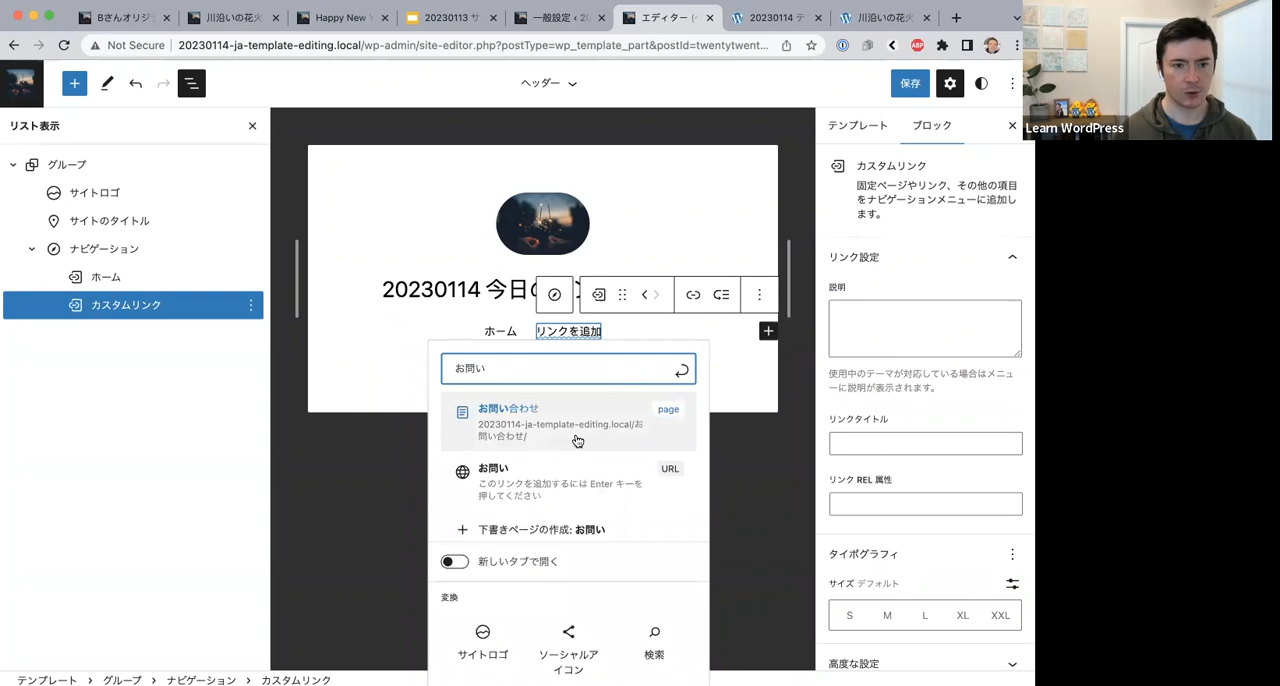 Bさんオリジ
川沿いの花火
Happy New Y
20230113 サ
一般設定 ‹ 20
エディター (ベ
20230114 テ
川沿いの花火
Not Secure
20230114-ja-template-editing.local/wp-admin/site-editor.php?postType=wp_template_part&postId=twentytwent...
ABP
ヘッダー
保存
Learn WordPress
リスト表示
グループ
サイトロゴ
サイトのタイトル
ナビゲーション
ホーム
カスタムリンク
20230114 今日の
ホーム
リンクを追加
お問い
お問い合わせ
page
20230114-ja-template-editing.local/お
問い合わせ/
お問い
URL
このリンクを追加するには Enter キーを
押してください
下書きページの作成: お問い
新しいタブで開く
変換
サイトロゴ
ソーシャルア
イコン
検索
テンプレート
ブロック
カスタムリンク
固定ページやリンク、その他の項目
をナビゲーションメニューに追加し
ます。
リンク設定
説明
使用中のテーマが対応している場合はメニュー
に説明が表示されます。
リンクタイトル
リンク REL 属性
タイポグラフィ
サイズ デフォルト
S
M
L
XL
XXL
高度な設定
テンプレート › グループ › ナビゲーション › カスタムリンク